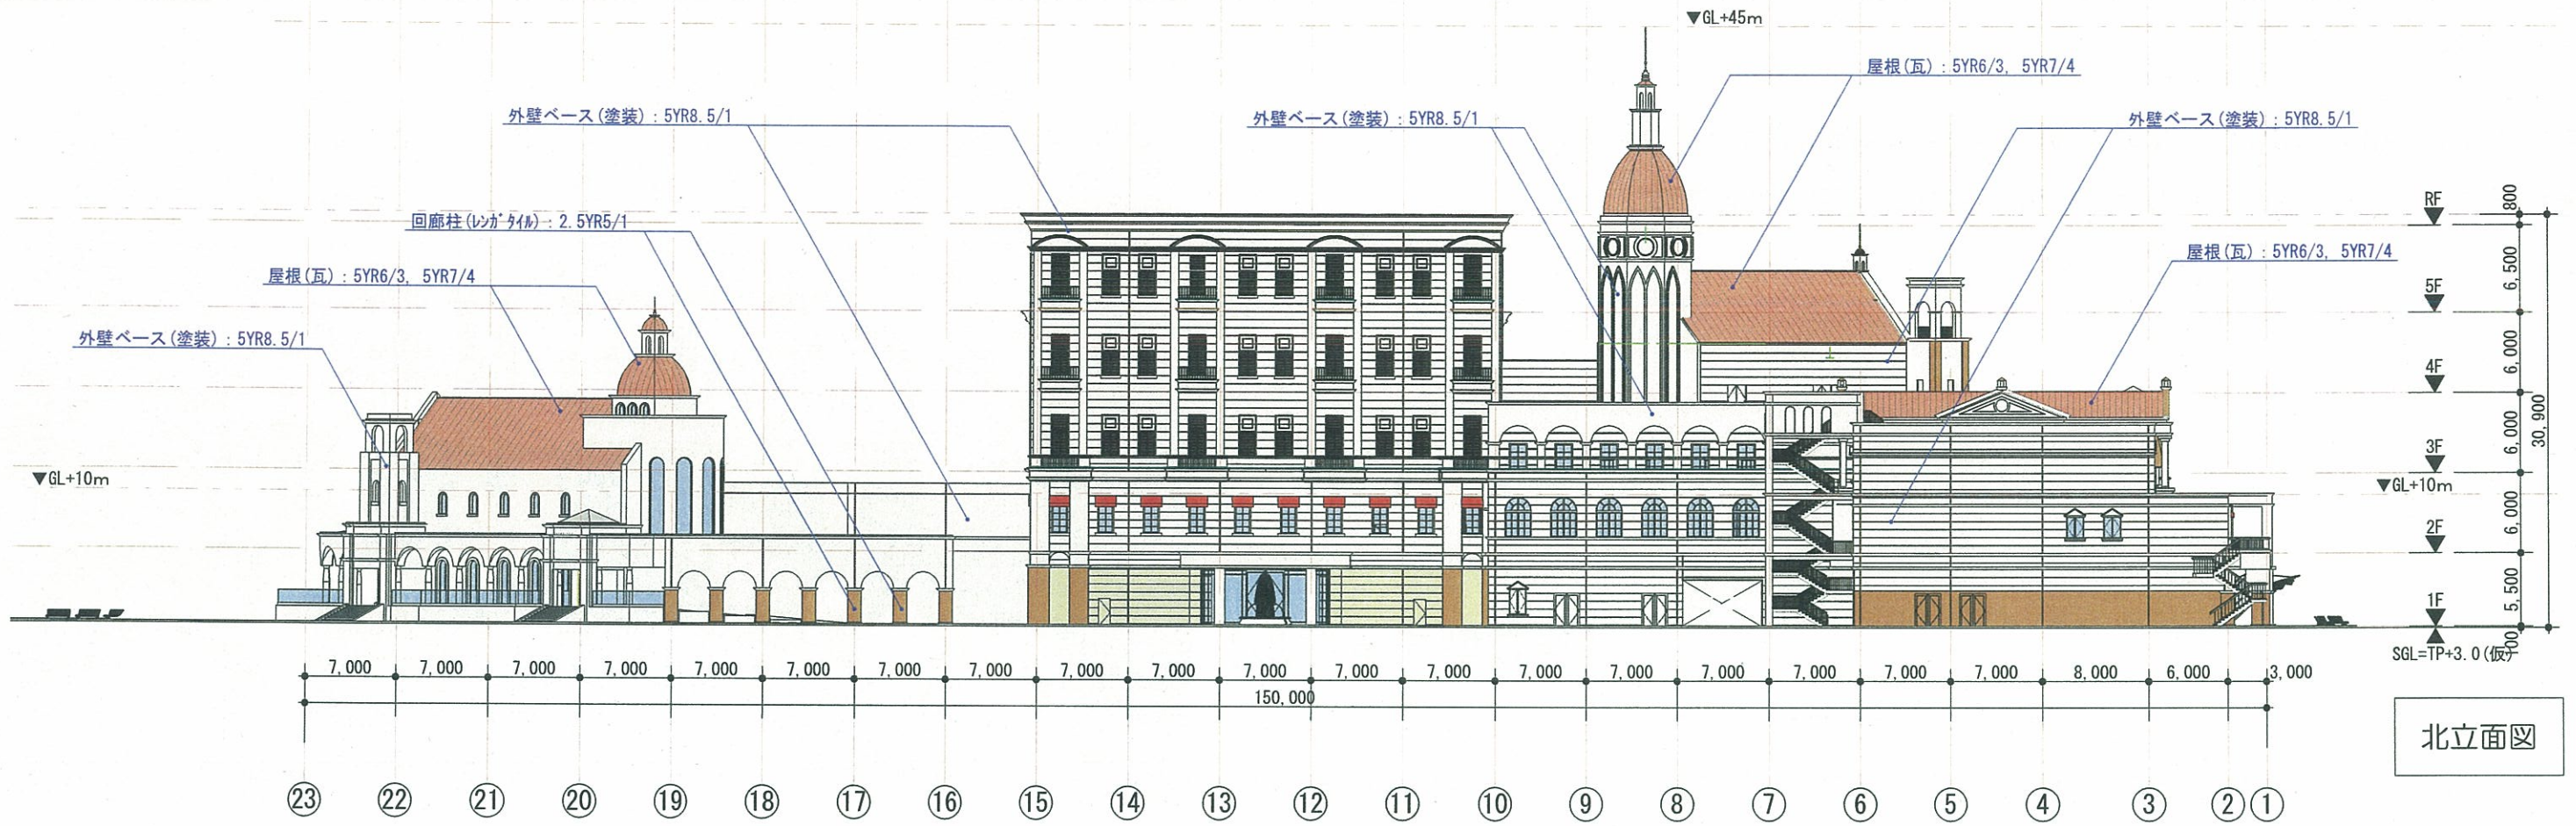 ▼GL+45m
屋根(瓦) : 5YR6/3, 5YR7/4
外壁ベース(塗装) : 5YR8.5/1
外壁ベース(塗装) : 5YR8.5/1
外壁ベース(塗装) : 5YR8.5/1
回廊柱(ﾚﾝｶﾞﾀｲﾙ) : 2.5YR5/1
屋根(瓦) : 5YR6/3, 5YR7/4
屋根(瓦) : 5YR6/3, 5YR7/4
外壁ベース(塗装) : 5YR8.5/1
▼GL+10m
▼GL+10m
RF
5F
4F
3F
2F
1F
800
6,500
6,000
6,000
6,000
5,500
100
30,900
SGL=TP+3.0(仮)
7,000 7,000 7,000 7,000 7,000 7,000 7,000 7,000 7,000 7,000 7,000 7,000 7,000 7,000 7,000 7,000 7,000 7,000 7,000 8,000 6,000 3,000
150,000
北立面図
㉓ ㉒ ㉑ ⑳ ⑲ ⑱ ⑰ ⑯ ⑮ ⑭ ⑬ ⑫ ⑪ ⑩ ⑨ ⑧ ⑦ ⑥ ⑤ ④ ③ ② ①